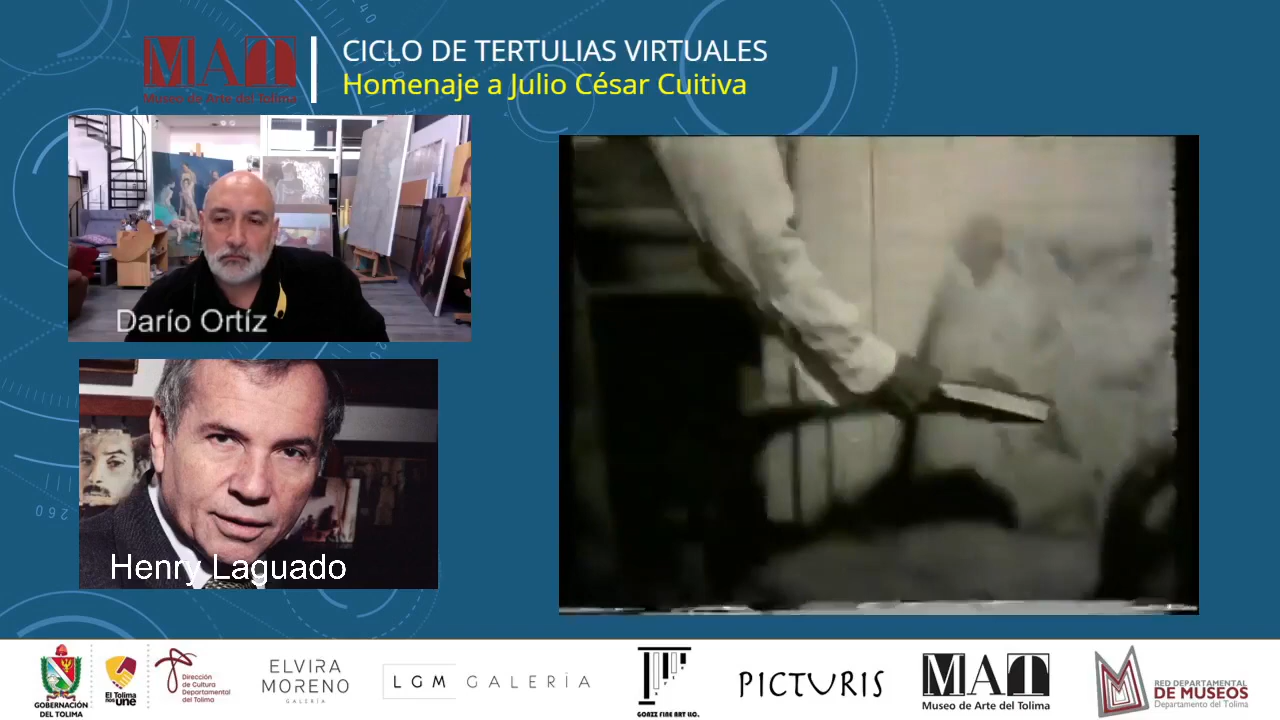 MAT
Museo de Arte del Tolima
CICLO DE TERTULIAS VIRTUALES
Homenaje a Julio César Cuitiva
Darío Ortíz
Henry Laguado
260
GOBERNACIÓN
DEL TOLIMA
El Tolima
nos une
Dirección
de Cultura
Departamental
del Tolima
ELVIRA
MORENO
GALERÍA
LGM GALERÍA
GOAZZ FINE ART LLC.
PICTURIS
MAT
Museo de Arte del Tolima
RED DEPARTAMENTAL
DE MUSEOS
Departamento del Tolima